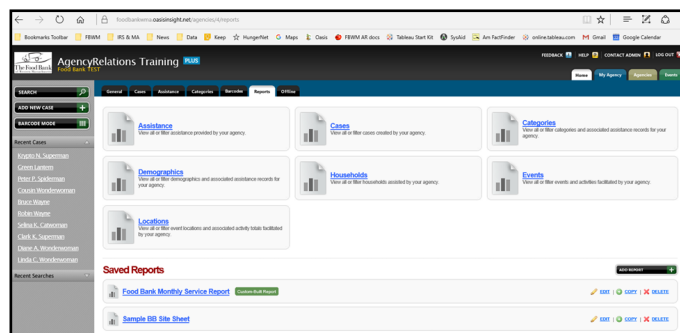 foodbankwma.oasisinsight.net/agencies/4/reports
Bookmarks Toolbar FBWM IRS & MA News Data Keep HungerNet Maps Oasis FBWM AR docs Tableau Start Kit SysAid Am FactFinder online.tableau.com Gmail Google Calendar
The Food Bank
AgencyRelations Training PLUS
Food Bank TEST
FEEDBACK HELP CONTACT ADMIN LOG OUT
Home My Agency Agencies Events
SEARCH
General Cases Assistance Categories Barcodes Reports Offline
ADD NEW CASE
BARCODE MODE
Recent Cases
Krypto N. Superman
Green Lantern
Peter P. Spiderman
Cousin Wonderwoman
Bruce Wayne
Robin Wayne
Selina K. Catwoman
Clark K. Superman
Diane A. Wonderwoman
Linda C. Wonderwoman
Recent Searches
Assistance
View all or filter assistance provided by your agency.
Cases
View all or filter cases created by your agency.
Categories
View all or filter categories and associated assistance records for your
agency.
Demographics
View all or filter demographics and associated assistance records for
your agency.
Households
View all or filter households assisted by your agency.
Events
View all or filter events and activities facilitated by your agency.
Locations
View all or filter event locations and associated activity totals facilitated
by your agency.
Saved Reports
ADD REPORT
Food Bank Monthly Service Report Custom Built Report EDIT | COPY | DELETE
Sample BB Site Sheet EDIT | COPY | DELETE